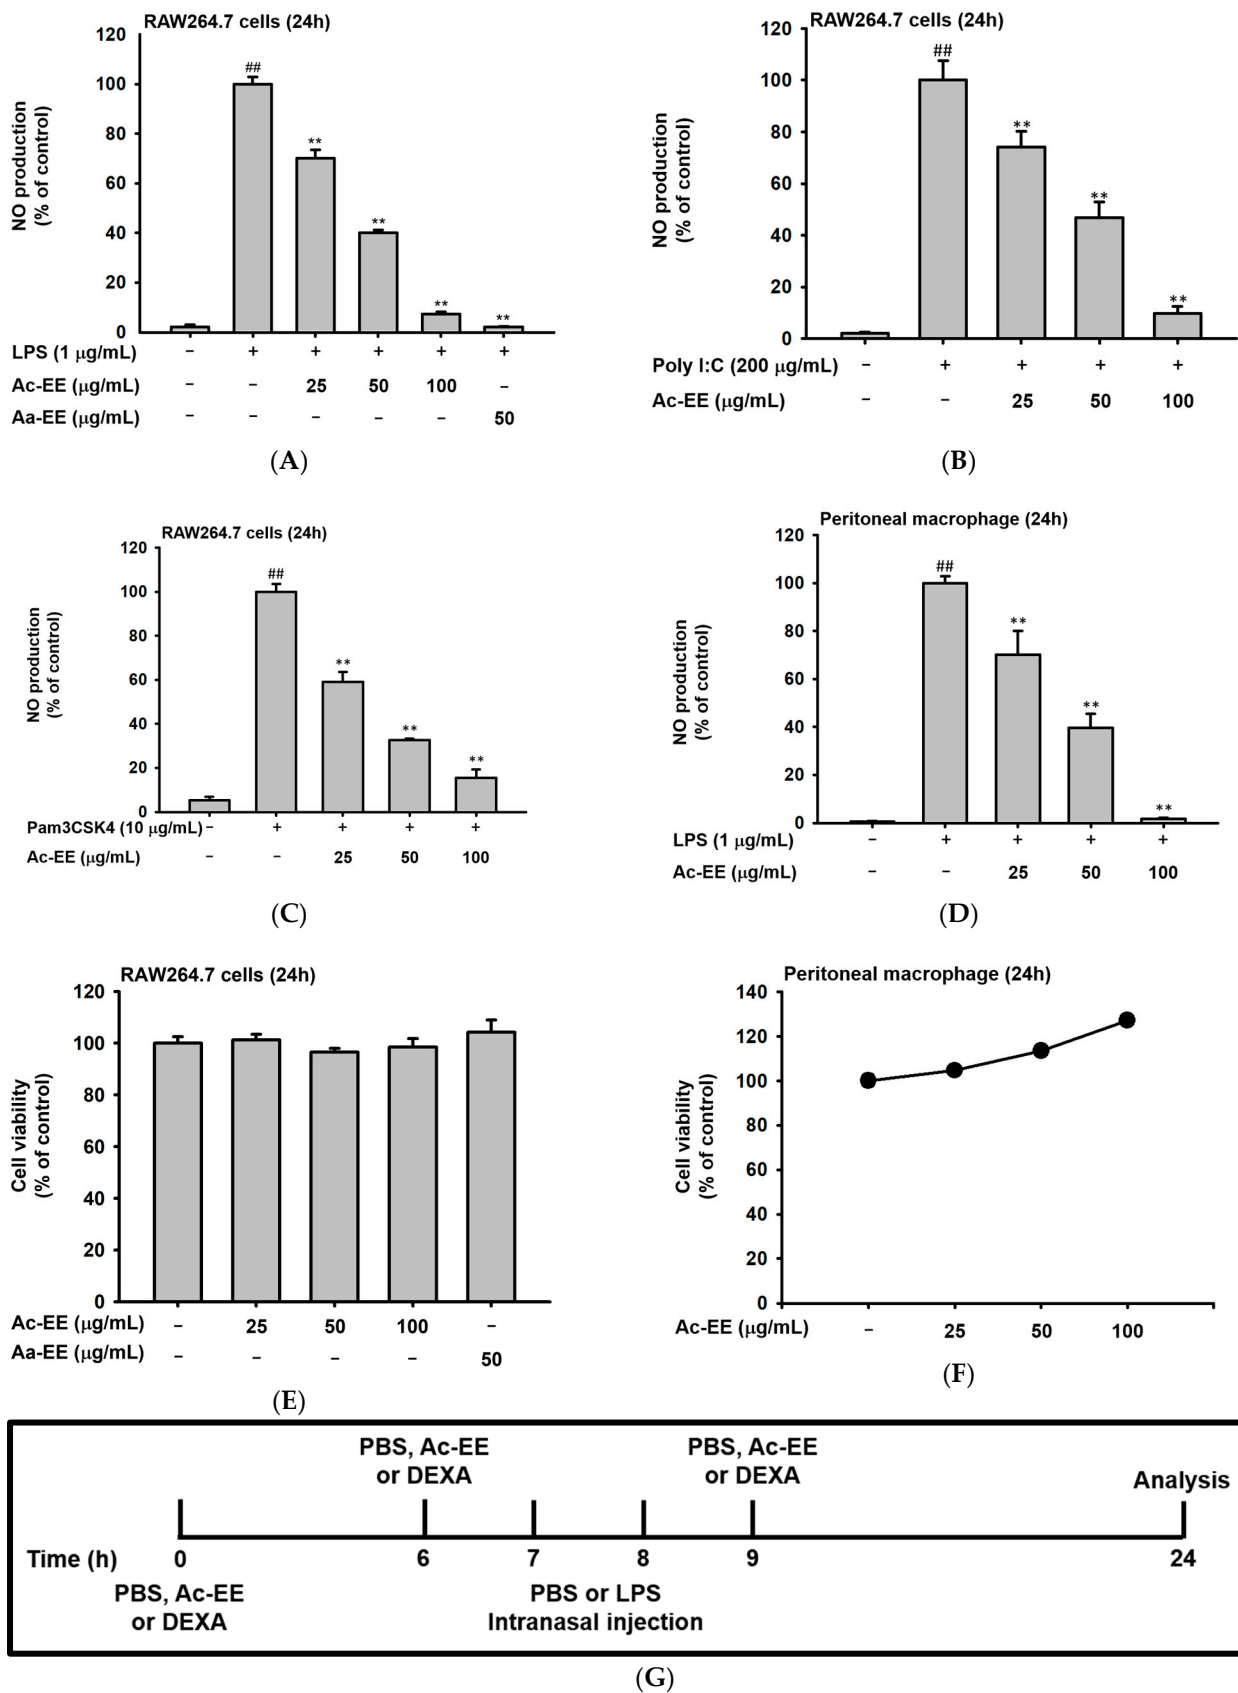 RAW264.7 cells (24h)
NO production
(% of control)
120
100
80
60
40
20
0
##
**
**
**
**
LPS (1 μg/mL) − + + + + +
Ac-EE (μg/mL) − − 25 50 100 −
Aa-EE (μg/mL) − − − − − 50
(A)
RAW264.7 cells (24h)
NO production
(% of control)
120
100
80
60
40
20
0
##
**
**
**
Poly I:C (200 μg/mL) − + + + +
Ac-EE (μg/mL) − − 25 50 100
(B)
RAW264.7 cells (24h)
NO production
(% of control)
120
100
80
60
40
20
0
##
**
**
**
Pam3CSK4 (10 μg/mL) − + + + +
Ac-EE (μg/mL) − − 25 50 100
(C)
Peritoneal macrophage (24h)
NO production
(% of control)
120
100
80
60
40
20
0
##
**
**
**
LPS (1 μg/mL) − + + + +
Ac-EE (μg/mL) − − 25 50 100
(D)
RAW264.7 cells (24h)
Cell viability
(% of control)
120
100
80
60
40
20
0
Ac-EE (μg/mL) − 25 50 100 −
Aa-EE (μg/mL) − − − − 50
(E)
Peritoneal macrophage (24h)
Cell viability
(% of control)
140
120
100
80
60
40
20
0
Ac-EE (μg/mL) − 25 50 100
(F)
PBS, Ac-EE
or DEXA
PBS, Ac-EE
or DEXA
Analysis
Time (h) 0 6 7 8 9 24
PBS, Ac-EE
or DEXA
PBS or LPS
Intranasal injection
(G)